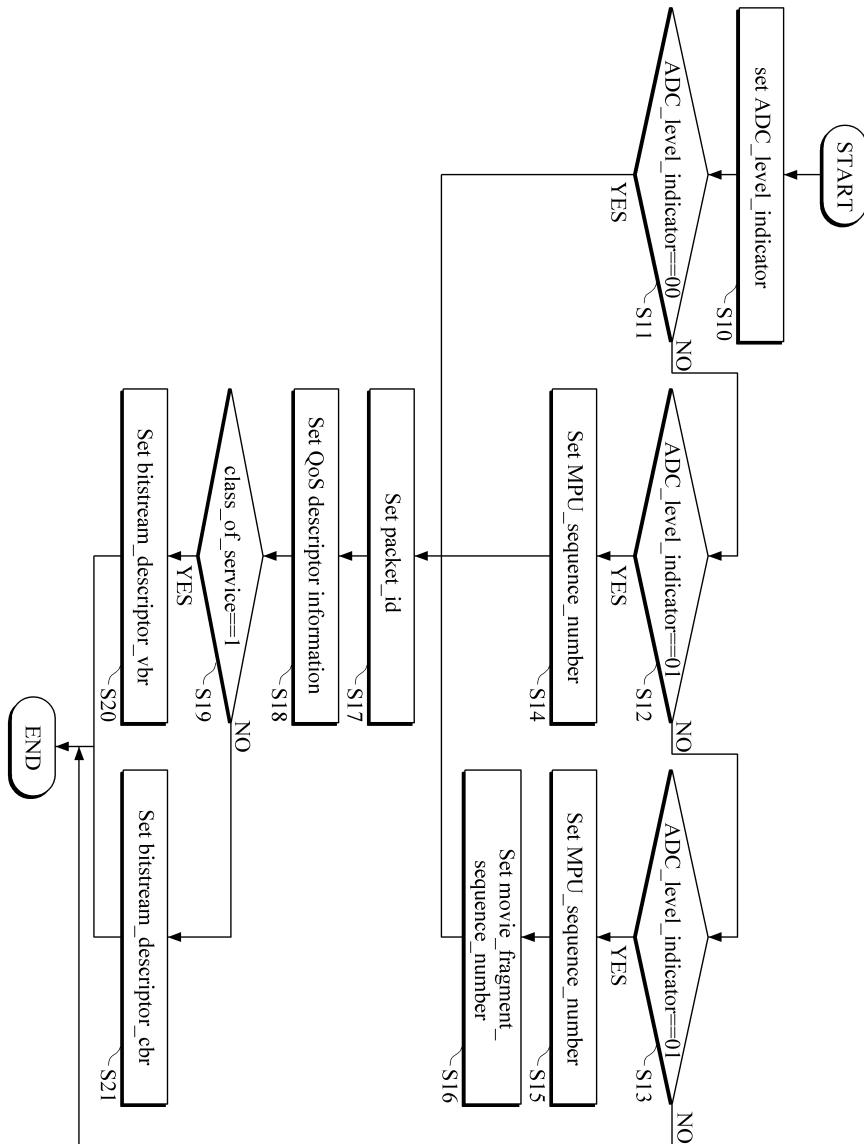 START
set ADC_level_indicator
S10
ADC_level_indicator==00
S11
YES
NO
ADC_level_indicator==01
S12
YES
NO
ADC_level_indicator==01
S13
YES
NO
Set MPU_sequence_number
S14
Set MPU_sequence_number
S15
Set movie_fragment_
sequence_number
S16
Set packet_id
S17
Set QoS descriptor information
S18
class_of_service==1
S19
YES
NO
Set bitstream_descriptor_vbr
S20
Set bitstream_descriptor_cbr
S21
END